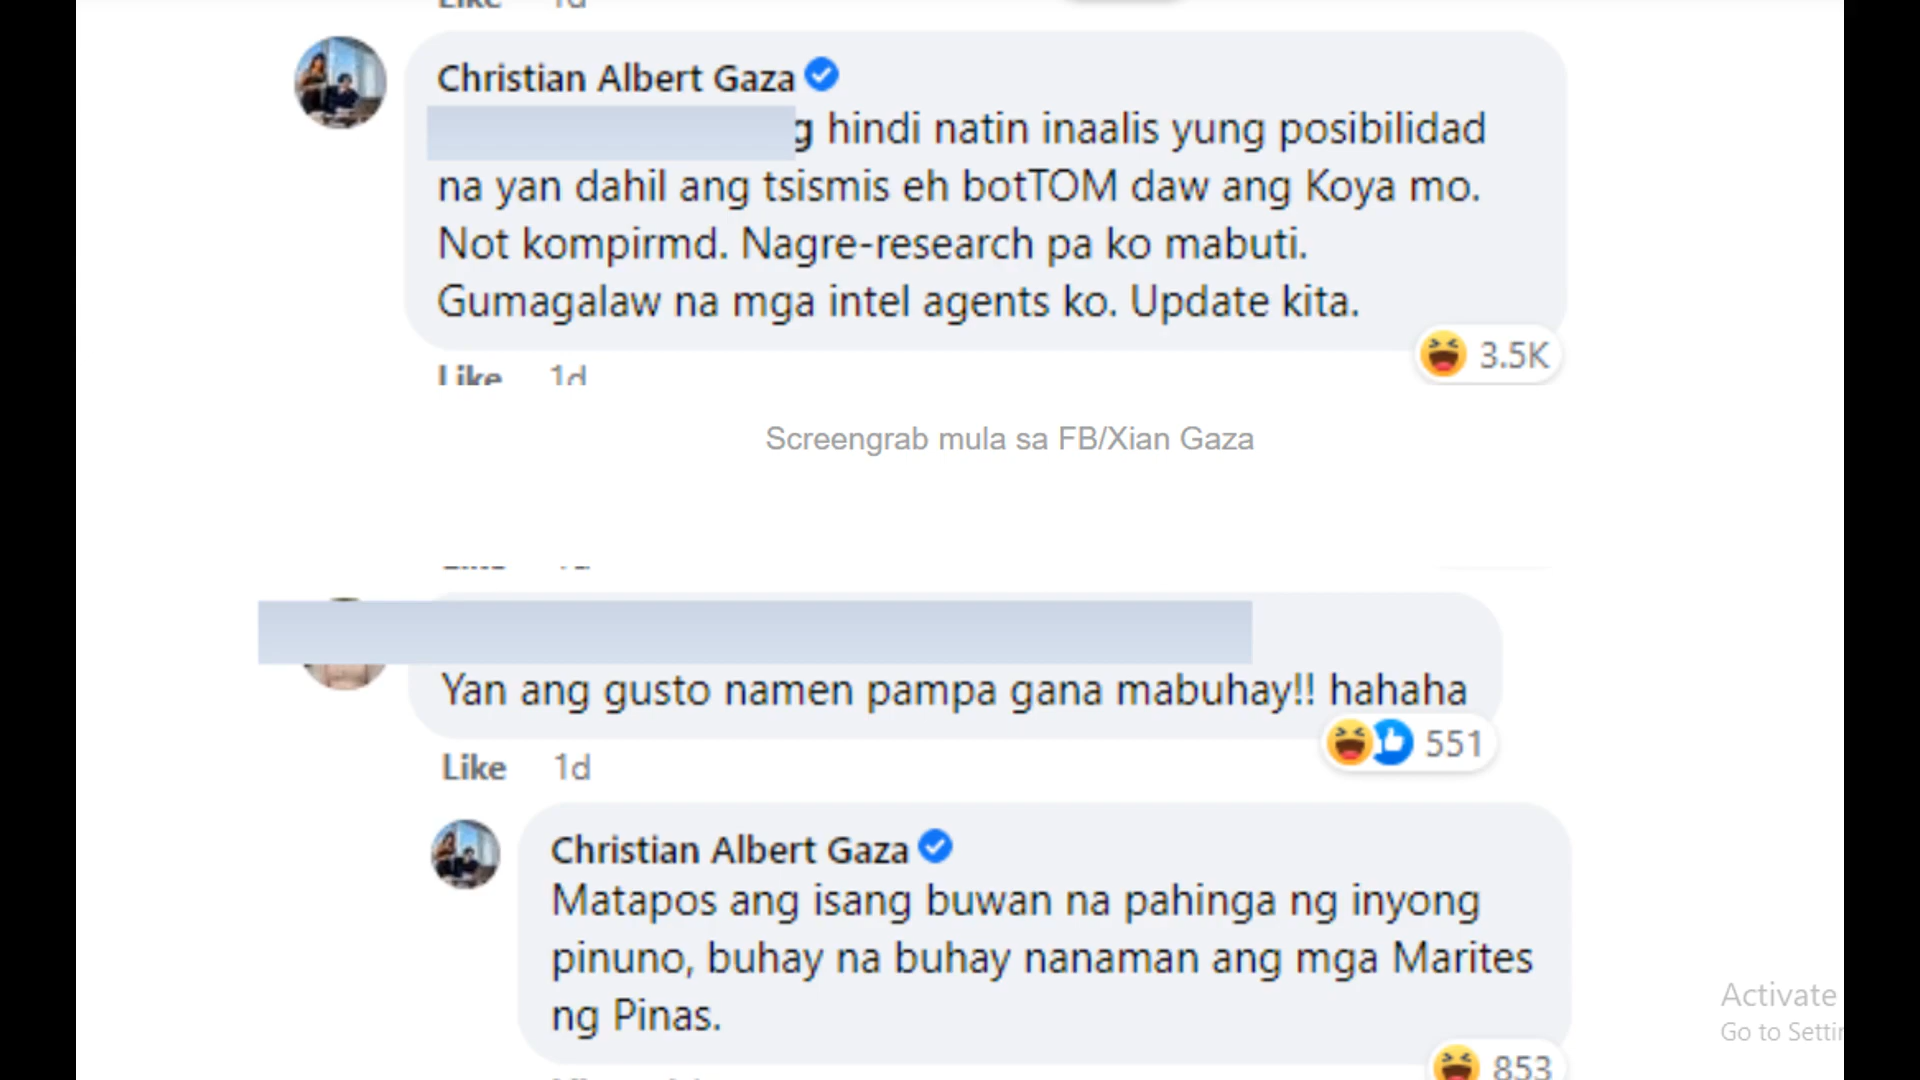 Like 1d
Christian Albert Gaza
g hindi natin inaalis yung posibilidad
na yan dahil ang tsismis eh botTOM daw ang Koya mo.
Not kompirmd. Nagre-research pa ko mabuti.
Gumagalaw na mga intel agents ko. Update kita.
3.5K
Like 1d
Screengrab mula sa FB/Xian Gaza
Yan ang gusto namen pampa gana mabuhay!! hahaha
551
Like 1d
Christian Albert Gaza
Matapos ang isang buwan na pahinga ng inyong
pinuno, buhay na buhay nanaman ang mga Marites
ng Pinas.
Activate
Go to Settin
853